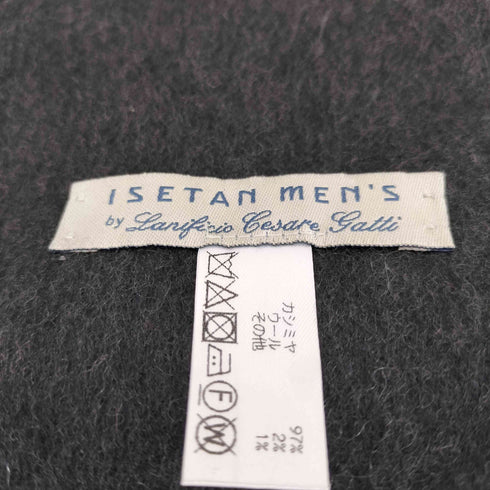 ISETAN MEN'S
by Lanificio Cesare Gatti
カシミヤ 97%
ウール 2%
その他 1%
F
W